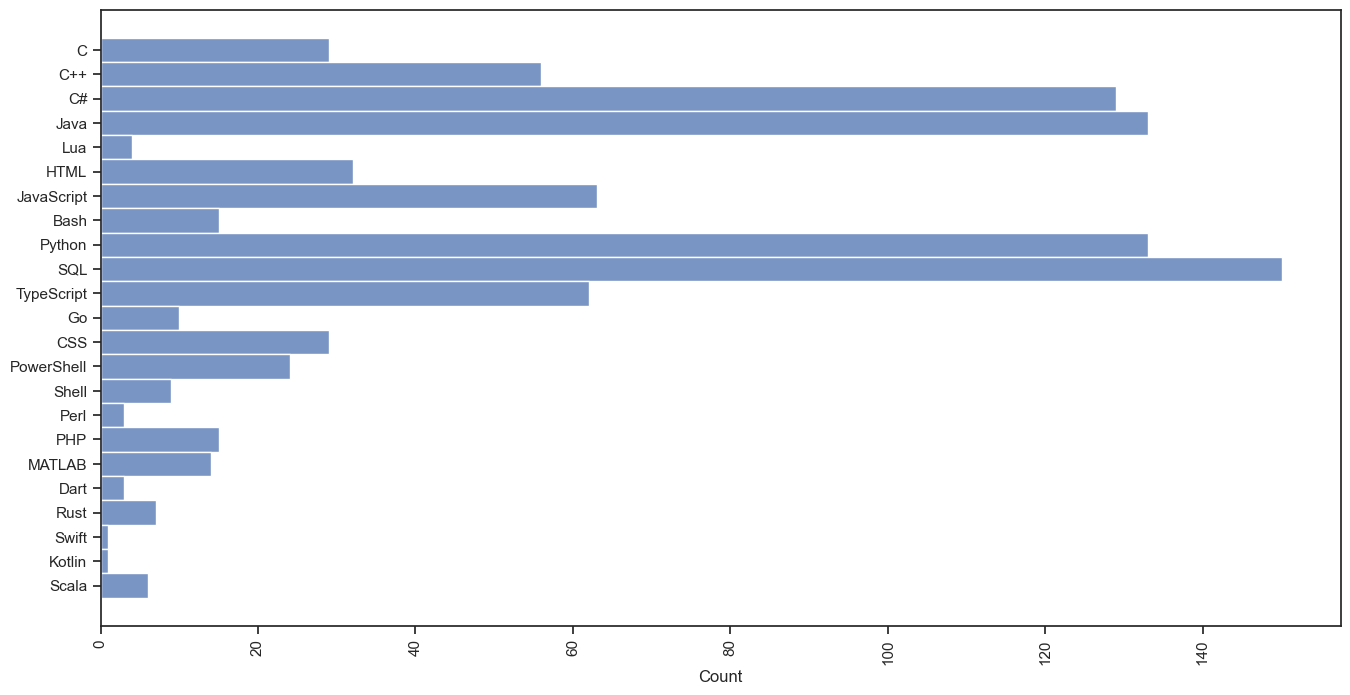 C
C++
C#
Java
Lua
HTML
JavaScript
Bash
Python
SQL
TypeScript
Go
CSS
PowerShell
Shell
Perl
PHP
MATLAB
Dart
Rust
Swift
Kotlin
Scala
0 20 40 60 80 100 120 140
Count